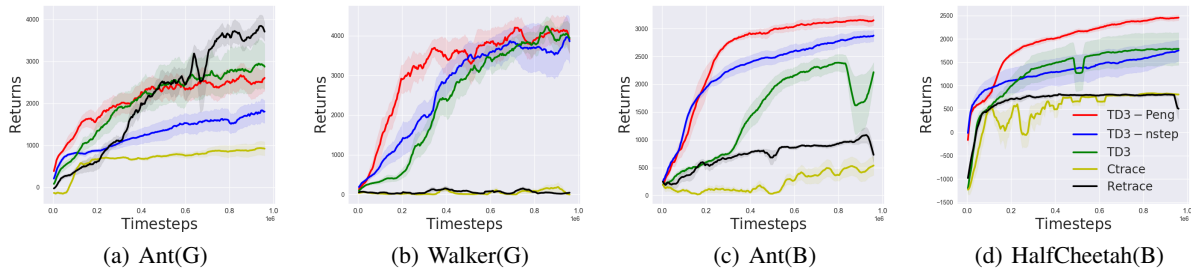 4000
3000
2000
1000
0
Returns
0.0 0.2 0.4 0.6 0.8 1.0
1e6
Timesteps
(a) Ant(G)
4000
3000
2000
1000
0
Returns
0.0 0.2 0.4 0.6 0.8 1.0
1e6
Timesteps
(b) Walker(G)
3000
2500
2000
1500
1000
500
0
Returns
0.0 0.2 0.4 0.6 0.8 1.0
1e6
Timesteps
(c) Ant(B)
2500
2000
1500
1000
500
0
−500
−1000
−1500
Returns
TD3 − Peng
TD3 − nstep
TD3
Ctrace
Retrace
0.0 0.2 0.4 0.6 0.8 1.0
1e6
Timesteps
(d) HalfCheetah(B)